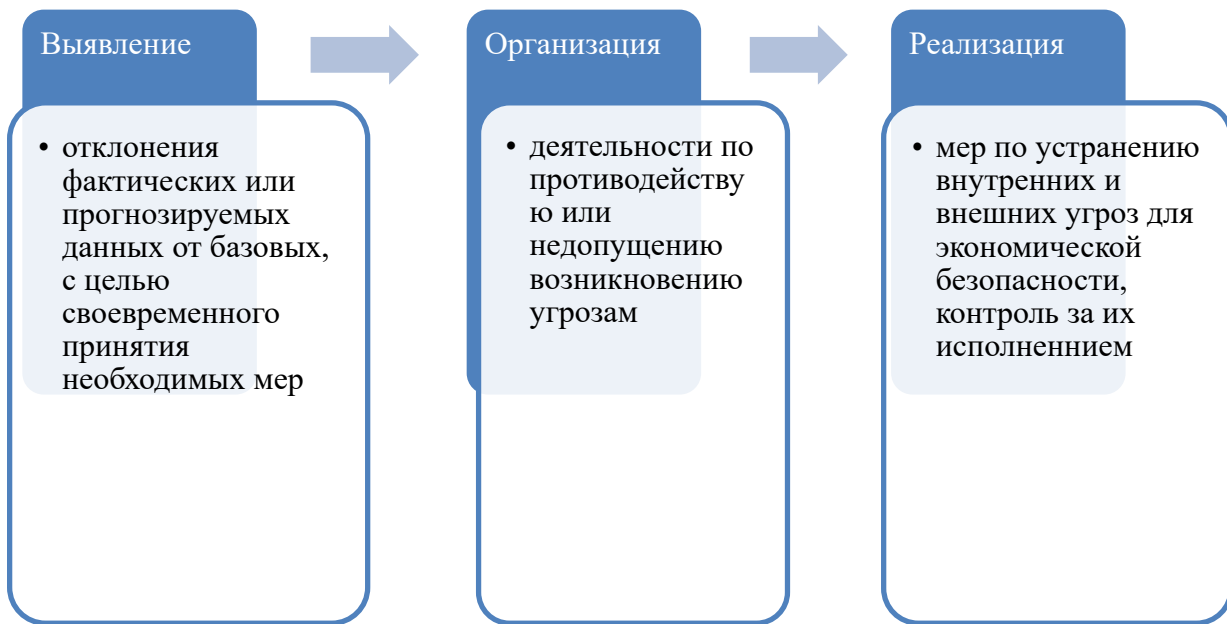 Выявление
• отклонения
фактических или
прогнозируемых
данных от базовых,
с целью
своевременного
принятия
необходимых мер
Организация
• деятельности по
противодейству
ю или
недопущению
возникновению
угрозам
Реализация
• мер по устранению
внутренних и
внешних угроз для
экономической
безопасности,
контроль за их
исполненнием